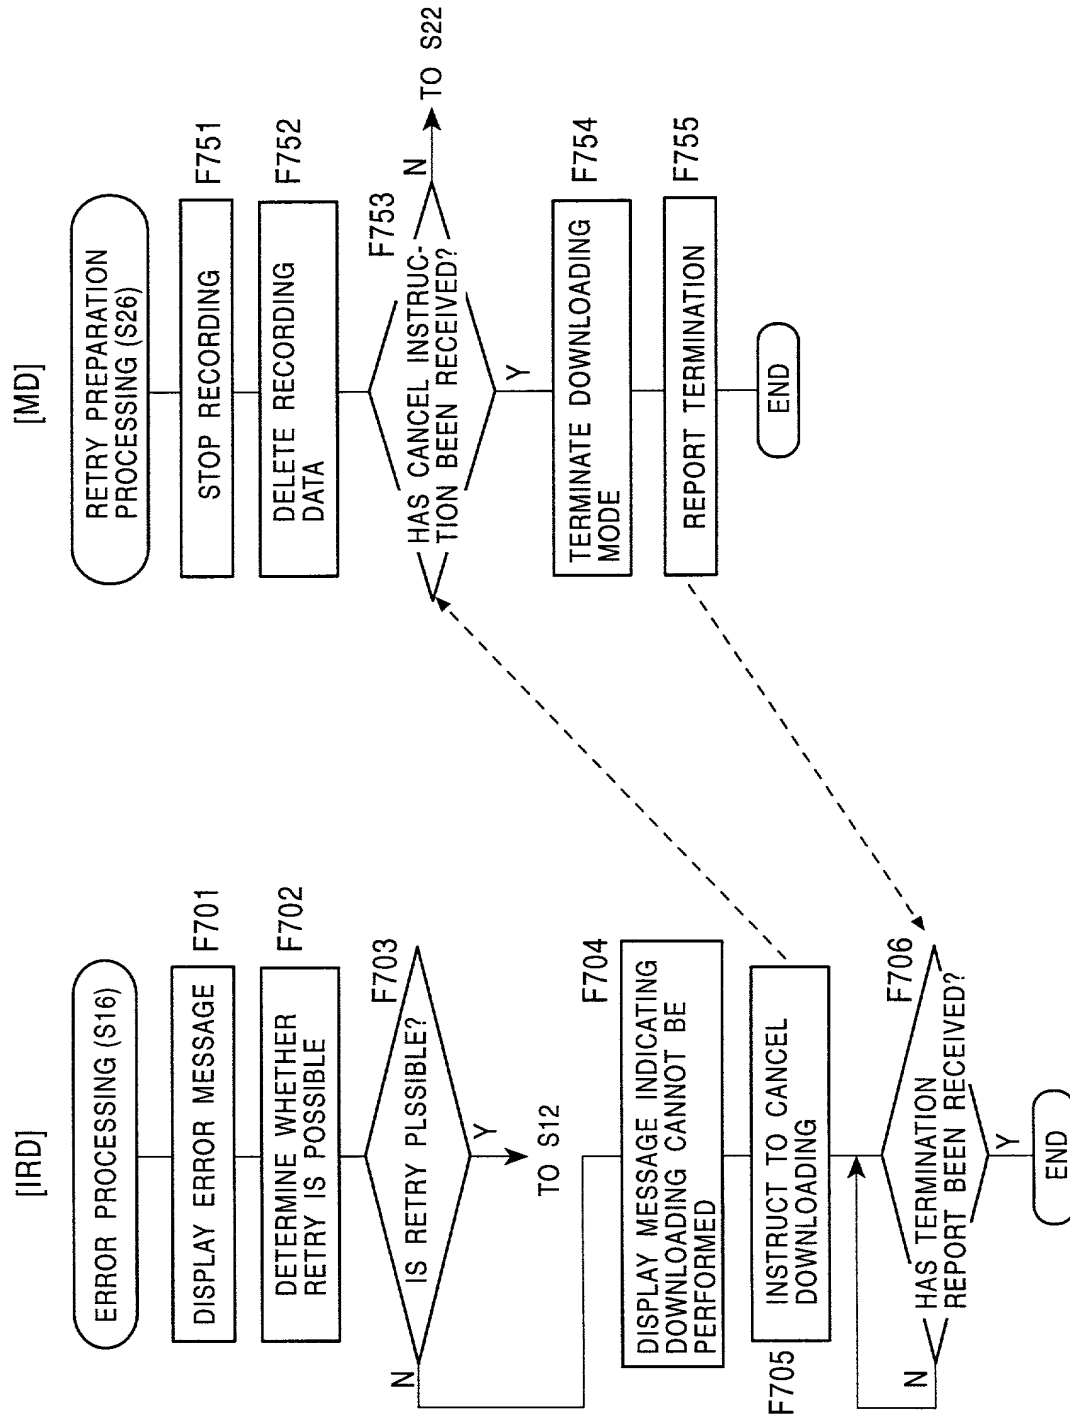 [IRD]
ERROR PROCESSING (S16)
DISPLAY ERROR MESSAGE
F701
DETERMINE WHETHER
RETRY IS POSSIBLE
F702
IS RETRY PLSSIBLE?
F703
N
Y
TO S12
DISPLAY MESSAGE INDICATING
DOWNLOADING CANNOT BE
PERFORMED
F704
INSTRUCT TO CANCEL
DOWNLOADING
F705
HAS TERMINATION
REPORT BEEN RECEIVED?
F706
N
Y
END
[MD]
RETRY PREPARATION
PROCESSING (S26)
STOP RECORDING
F751
DELETE RECORDING
DATA
F752
HAS CANCEL INSTRUC-
TION BEEN RECEIVED?
F753
N
TO S22
Y
TERMINATE DOWNLOADING
MODE
F754
REPORT TERMINATION
F755
END